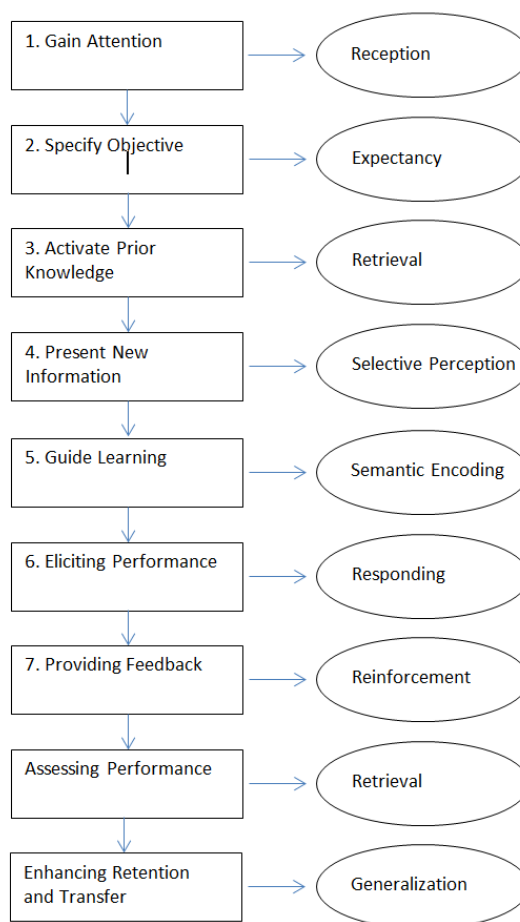 1. Gain Attention
Reception
2. Specify Objective
Expectancy
3. Activate Prior
Knowledge
Retrieval
4. Present New
Information
Selective Perception
5. Guide Learning
Semantic Encoding
6. Eliciting Performance
Responding
7. Providing Feedback
Reinforcement
Assessing Performance
Retrieval
Enhancing Retention
and Transfer
Generalization